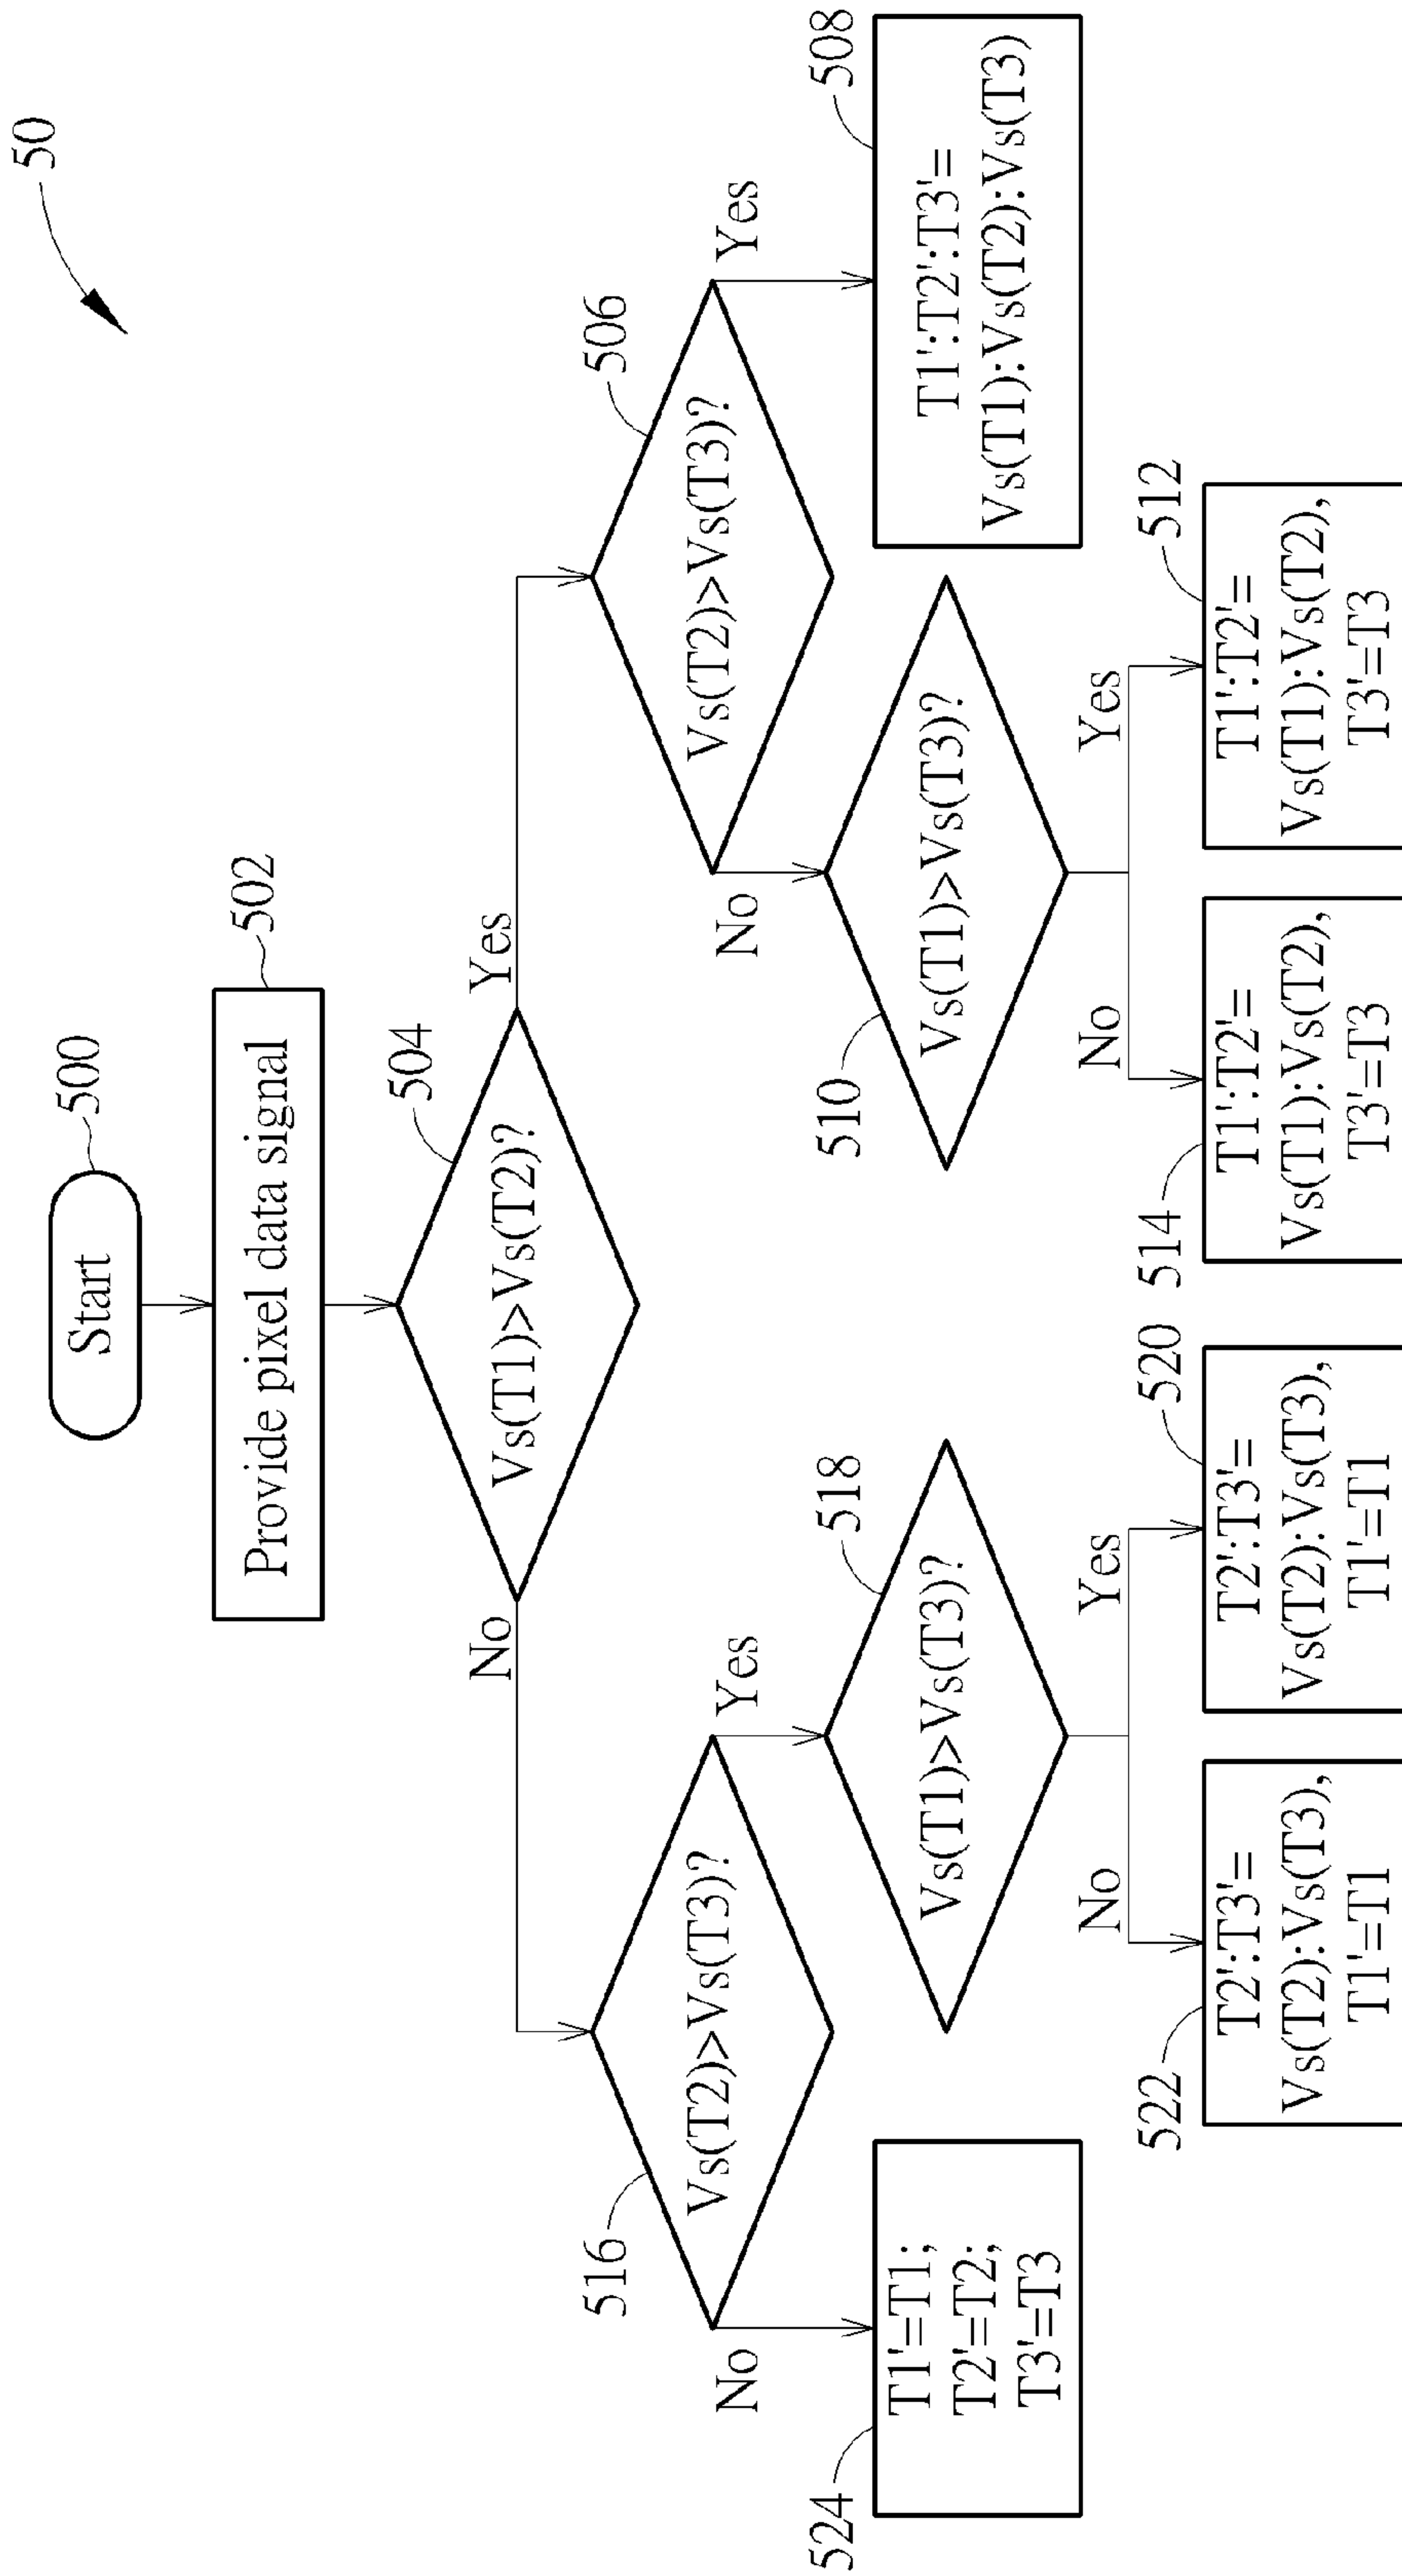 50
Start
500
Provide pixel data signal
502
Vs(T1)>Vs(T2)?
504
No
Yes
516
Vs(T2)>Vs(T3)?
Vs(T2)>Vs(T3)?
506
No
Yes
No
Yes
524
T1'=T1;
T2'=T2;
T3'=T3
Vs(T1)>Vs(T3)?
518
510
Vs(T1)>Vs(T3)?
T1':T2':T3'=
Vs(T1):Vs(T2):Vs(T3)
508
No
Yes
No
Yes
522
T2':T3'=
Vs(T2):Vs(T3),
T1'=T1
T2':T3'=
Vs(T2):Vs(T3),
T1'=T1
520
514
T1':T2'=
Vs(T1):Vs(T2),
T3'=T3
T1':T2'=
Vs(T1):Vs(T2),
T3'=T3
512